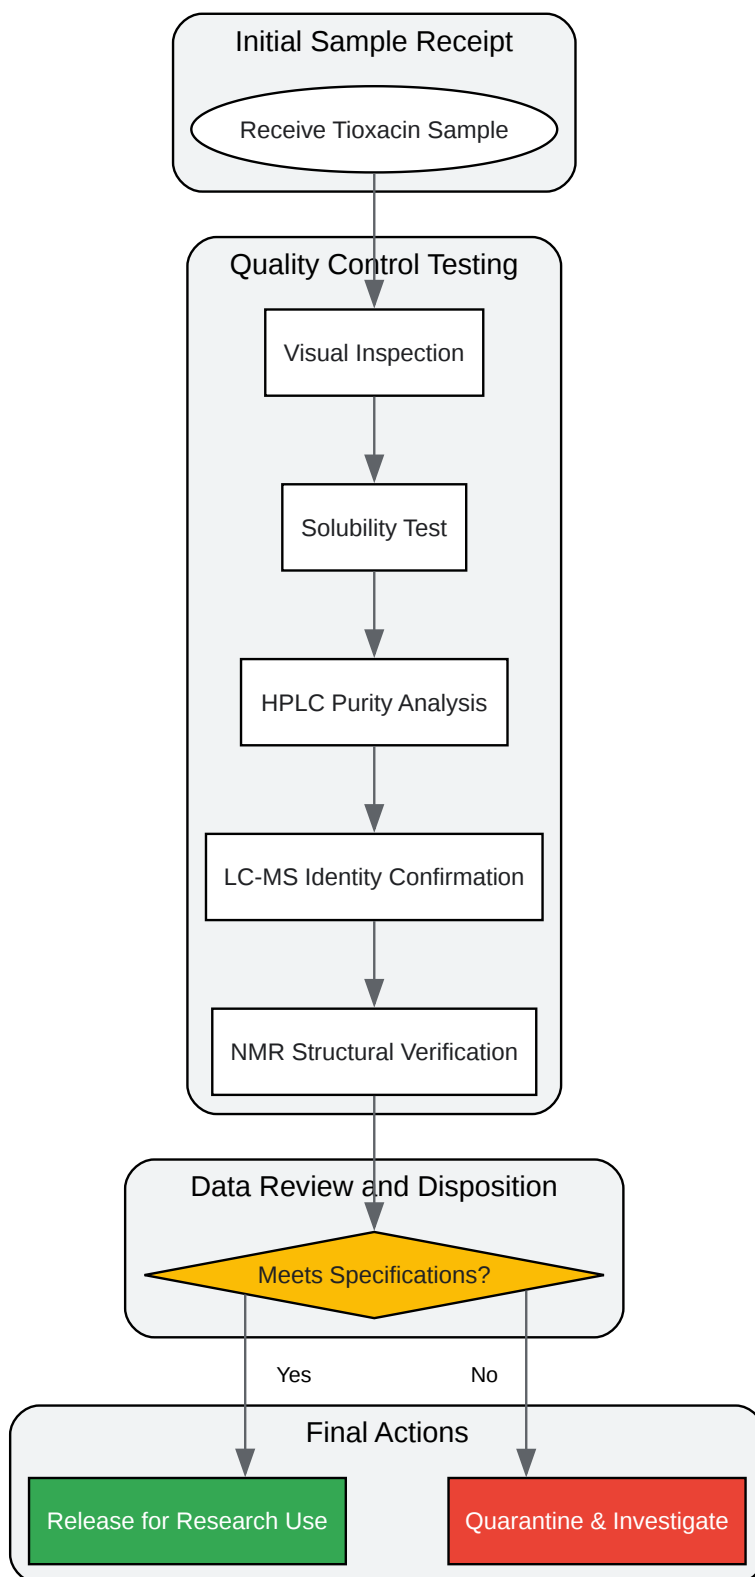 Initial Sample Receipt
Receive Tioxacin Sample
Quality Control Testing
Visual Inspection
Solubility Test
HPLC Purity Analysis
LC-MS Identity Confirmation
NMR Structural Verification
Data Review and Disposition
Meets Specifications?
Yes
No
Final Actions
Release for Research Use
Quarantine & Investigate